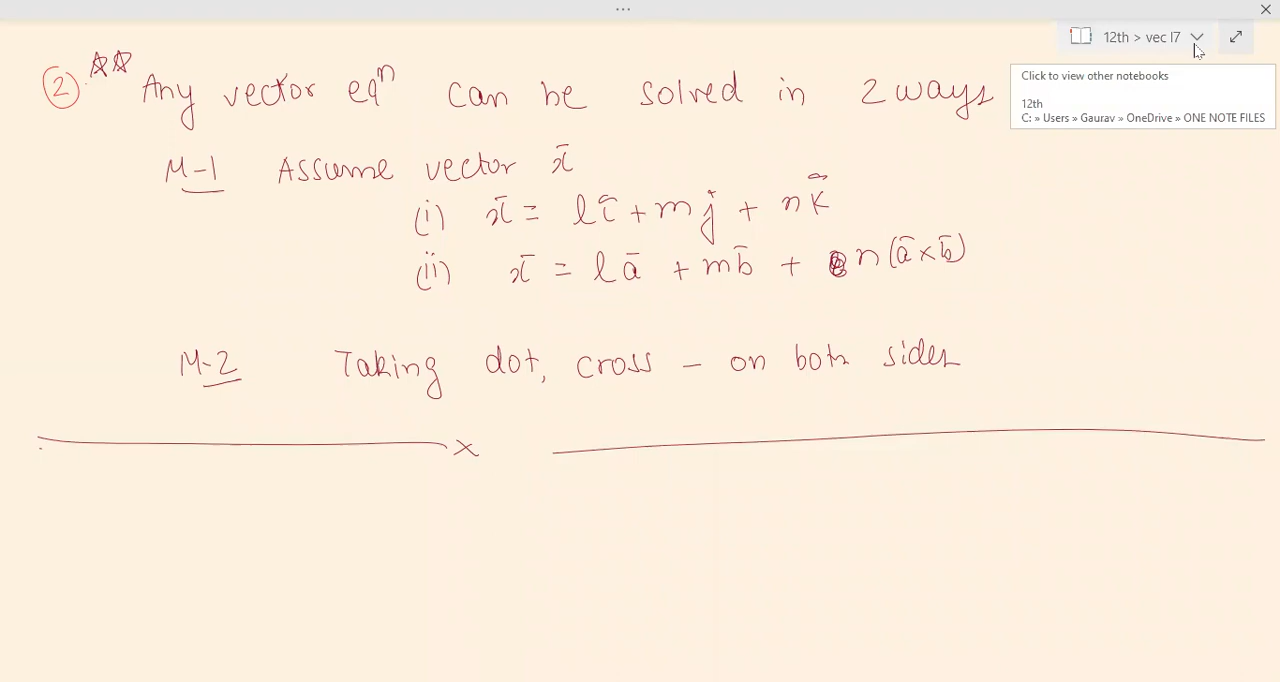 12th > vec l7
Click to view other notebooks
12th
C: » Users » Gaurav » OneDrive » ONE NOTE FILES
② ☆☆ Any vector eqⁿ can be solved in 2 ways
M-1 Assume vector x̄
(i) x̄ = lî + mĵ + nk̂
(ii) x̄ = lā + mb̄ + n(ā×b̄)
M-2 Taking dot, cross – on both sides
x